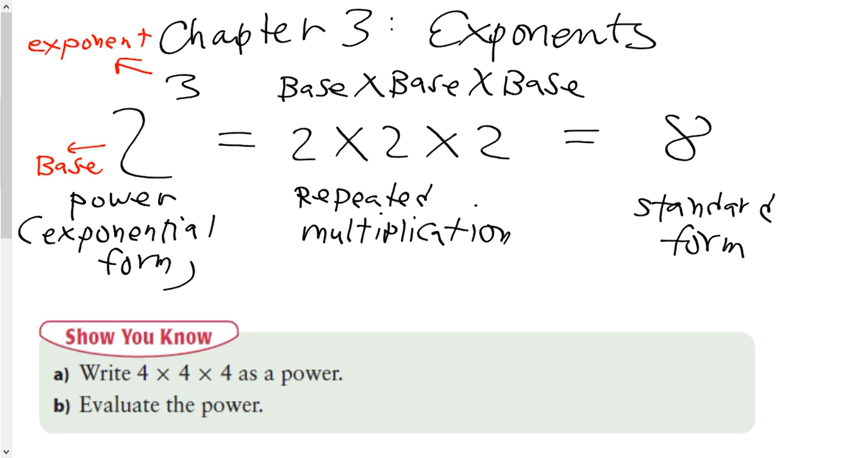 exponent Chapter 3: Exponents
3 Base X Base X Base
2 = 2 X 2 X 2 = 8
Base
power
(exponential
form)
Repeated
multiplication
standard
form
Show You Know
a) Write 4 × 4 × 4 as a power.
b) Evaluate the power.